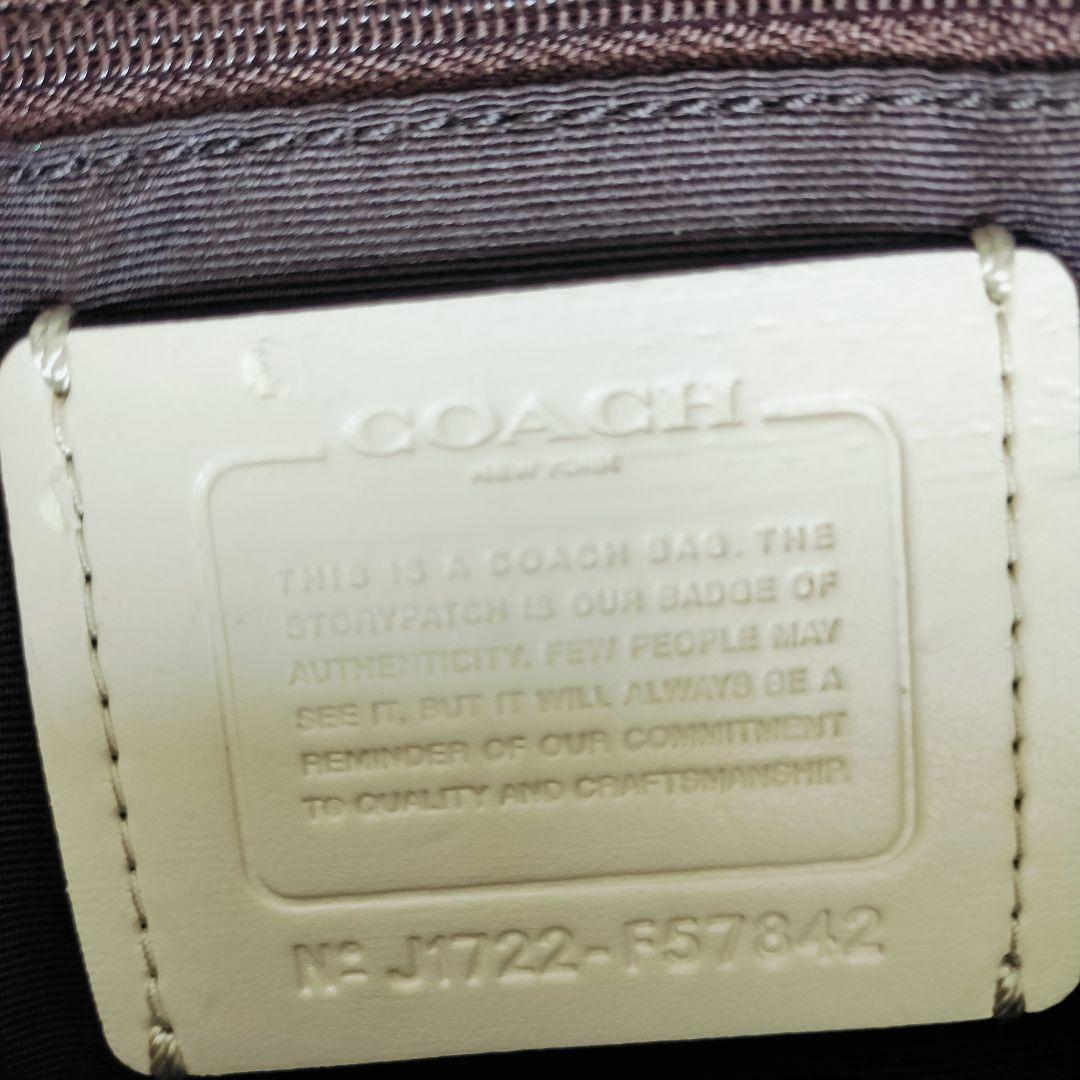 COACH
NEW YORK
THIS IS A COACH BAG. THE
STORYPATCH IS OUR BADGE OF
AUTHENTICITY. FEW PEOPLE MAY
SEE IT, BUT IT WILL ALWAYS BE A
REMINDER OF OUR COMMITMENT
TO QUALITY AND CRAFTSMANSHIP.
Nº J1722-F57842